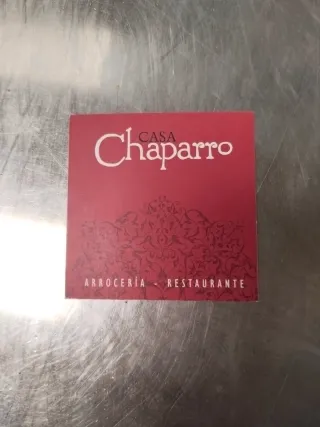 CASA
Chaparro
ARROCERÍA - RESTAURANTE